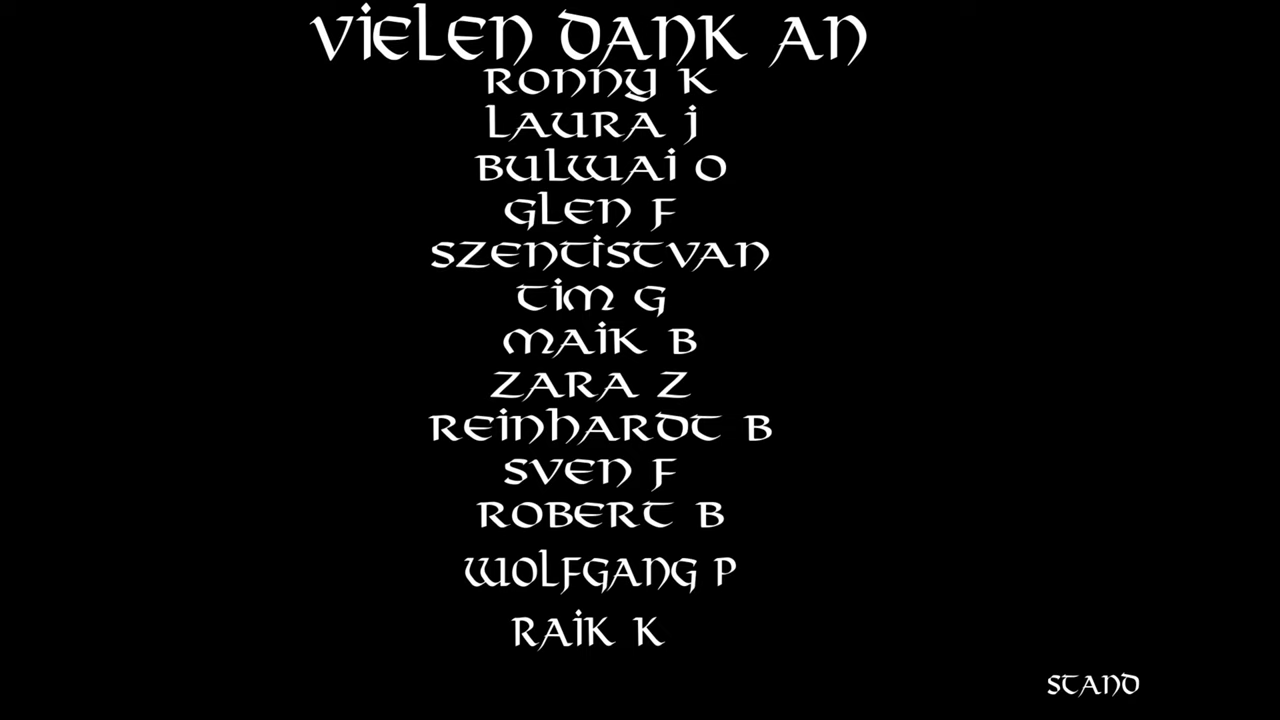 VIELEN DANK AN
RONNY K
LAURA J
BULWAI O
GLEN F
SZENTISTVAN
TIM G
MAIK B
ZARA Z
REINHARDT B
SVEN F
ROBERT B
WOLFGANG P
RAIK K
STAND